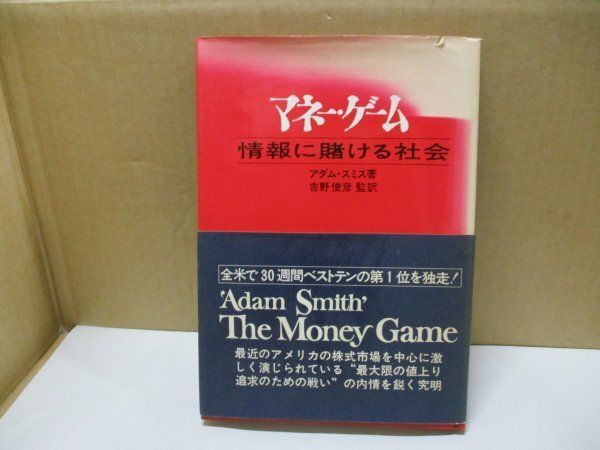 マネー・ゲーム
情報に賭ける社会
アダム・スミス著
吉野俊彦 監訳
全米で30週間ベストテンの第1位を独走!
'Adam Smith'
The Money Game
最近のアメリカの株式市場を中心に激
しく演じられている“最大限の値上り
追求のための戦い”の内情を鋭く究明